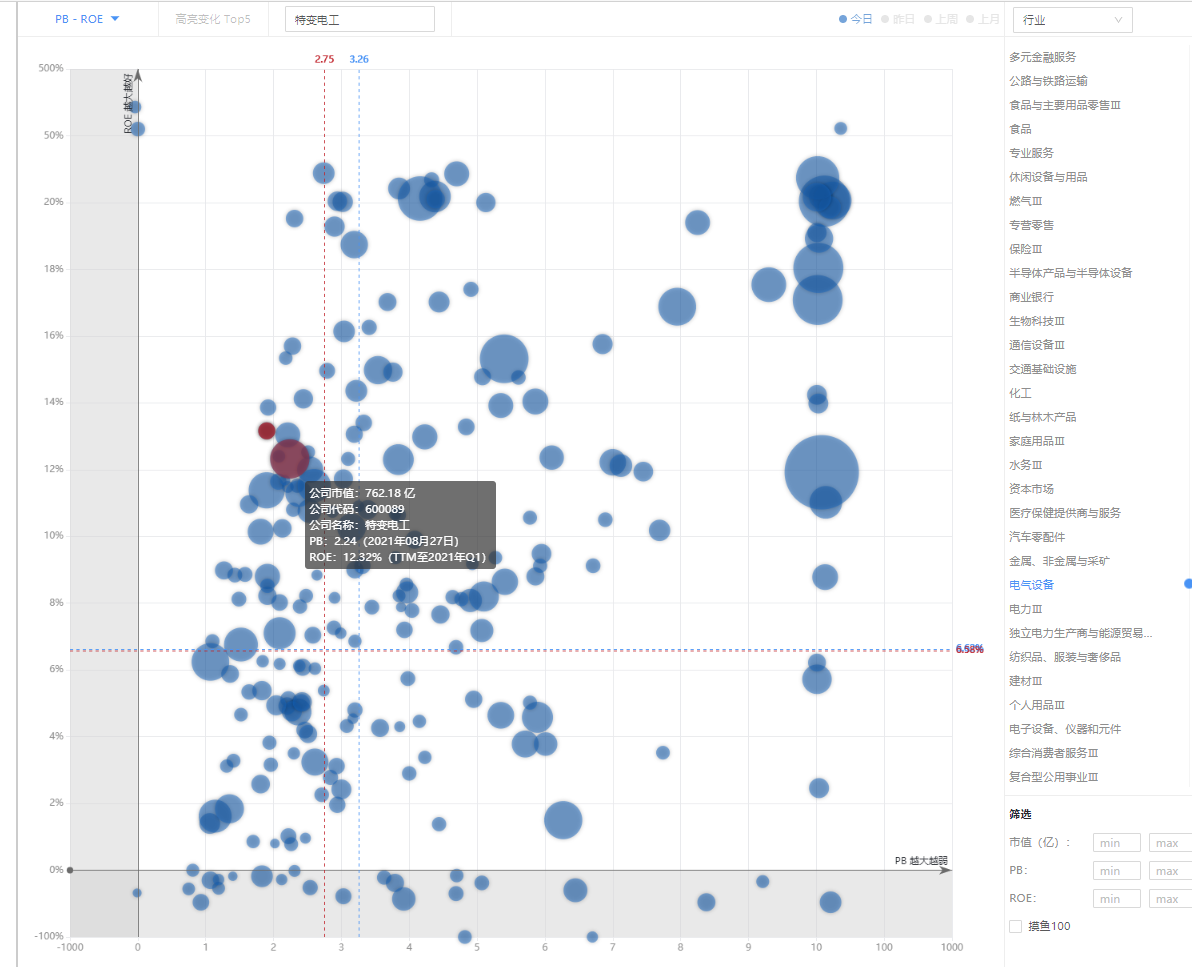 PB - ROE
高亮变化 Top5
特变电工
今日 昨日 上周 上月
行业
2.75 3.26
500%
50%
20%
18%
16%
14%
12%
10%
8%
6%
4%
2%
0%
-100%
ROE 越大越好
公司市值：762.18 亿
公司代码：600089
公司名称：特变电工
PB：2.24（2021年08月27日）
ROE：12.32%（TTM至2021年Q1）
6.58%
PB 越大越弱
-1000 0 1 2 3 4 5 6 7 8 9 10 100 1000
多元金融服务
公路与铁路运输
食品与主要用品零售Ⅲ
食品
专业服务
休闲设备与用品
燃气Ⅲ
专营零售
保险Ⅲ
半导体产品与半导体设备
商业银行
生物科技Ⅲ
通信设备Ⅲ
交通基础设施
化工
纸与林木产品
家庭用品Ⅲ
水务Ⅲ
资本市场
医疗保健提供商与服务
汽车零配件
金属、非金属与采矿
电气设备
电力Ⅲ
独立电力生产商与能源贸易...
纺织品、服装与奢侈品
建材Ⅲ
个人用品Ⅲ
电子设备、仪器和元件
综合消费者服务Ⅲ
复合型公用事业Ⅲ
筛选
市值（亿）： min max
PB： min max
ROE： min max
摸鱼100